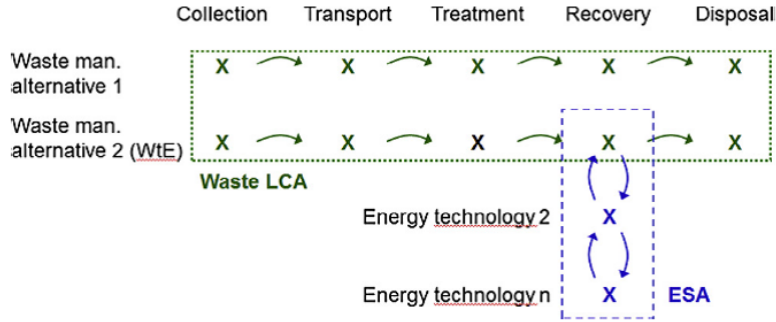 Collection Transport Treatment Recovery Disposal
Waste man.
alternative 1
X X X X X
Waste man.
alternative 2 (WtE)
X X X X X
Waste LCA
Energy technology 2 X
Energy technology n X ESA